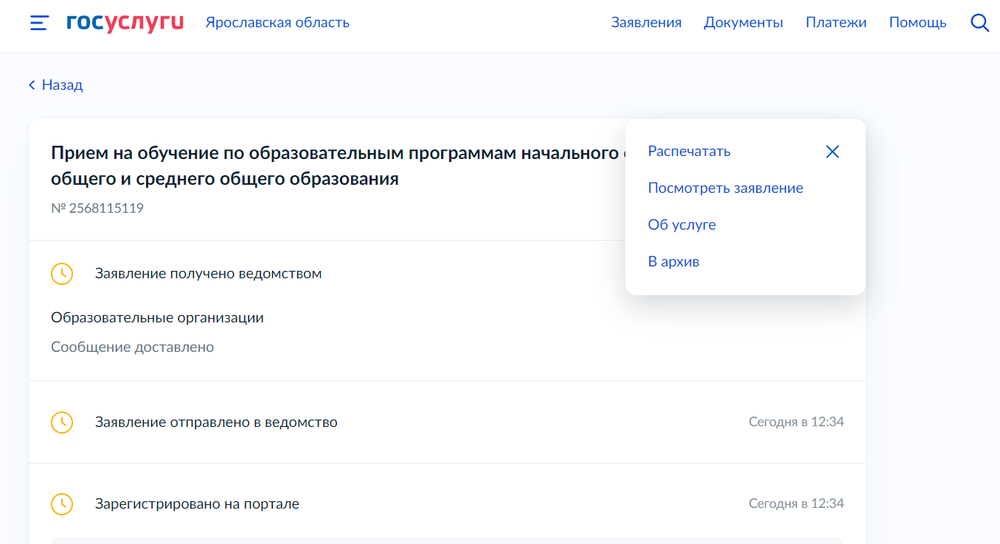 госуслуги Ярославская область Заявления Документы Платежи Помощь
Назад
Прием на обучение по образовательным программам начального
общего и среднего общего образования
№ 2568115119
Распечатать
Посмотреть заявление
Об услуге
В архив
Заявление получено ведомством
Образовательные организации
Сообщение доставлено
Заявление отправлено в ведомство Сегодня в 12:34
Зарегистрировано на портале Сегодня в 12:34